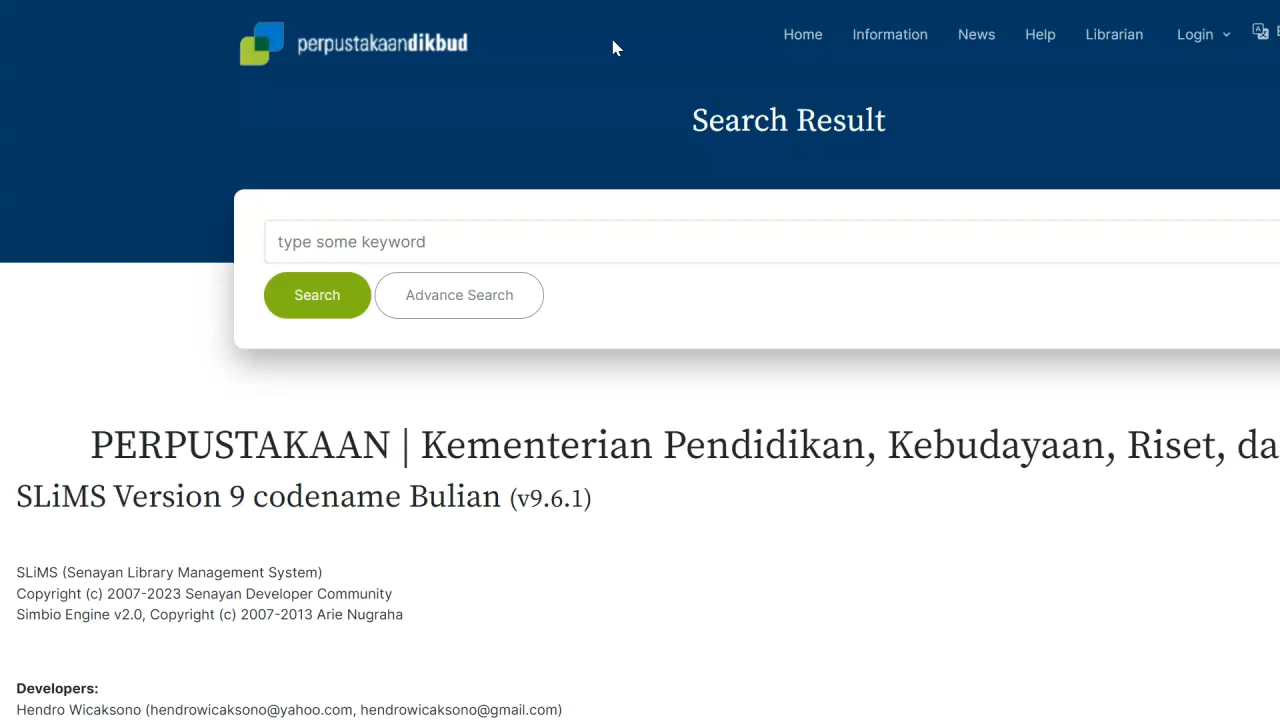 perpustakaandikbud
Home Information News Help Librarian Login
Search Result
type some keyword
Search Advance Search
PERPUSTAKAAN | Kementerian Pendidikan, Kebudayaan, Riset, da
SLiMS Version 9 codename Bulian (v9.6.1)
SLiMS (Senayan Library Management System)
Copyright (c) 2007-2023 Senayan Developer Community
Simbio Engine v2.0, Copyright (c) 2007-2013 Arie Nugraha
Developers:
Hendro Wicaksono (hendrowicaksono@yahoo.com, hendrowicaksono@gmail.com)